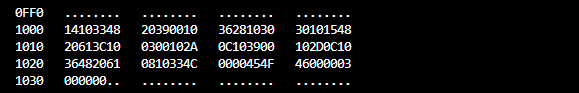 0FF0 ........ ........ ........ ........
1000 14103348 20390010 36281030 30101548
1010 20613C10 0300102A 0C103900 102D0C10
1020 36482061 0810334C 0000454F 46000003
1030 000000.. ........ ........ ........